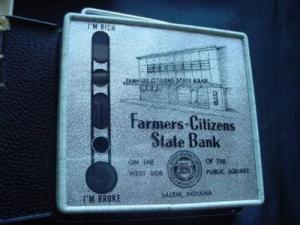 I'M RICH
FARMERS CITIZENS STATE BANK
Farmers-Citizens
State Bank
ON THE OF THE
WEST SIDE PUBLIC SQUARE
I'M BROKE
SALEM, INDIANA